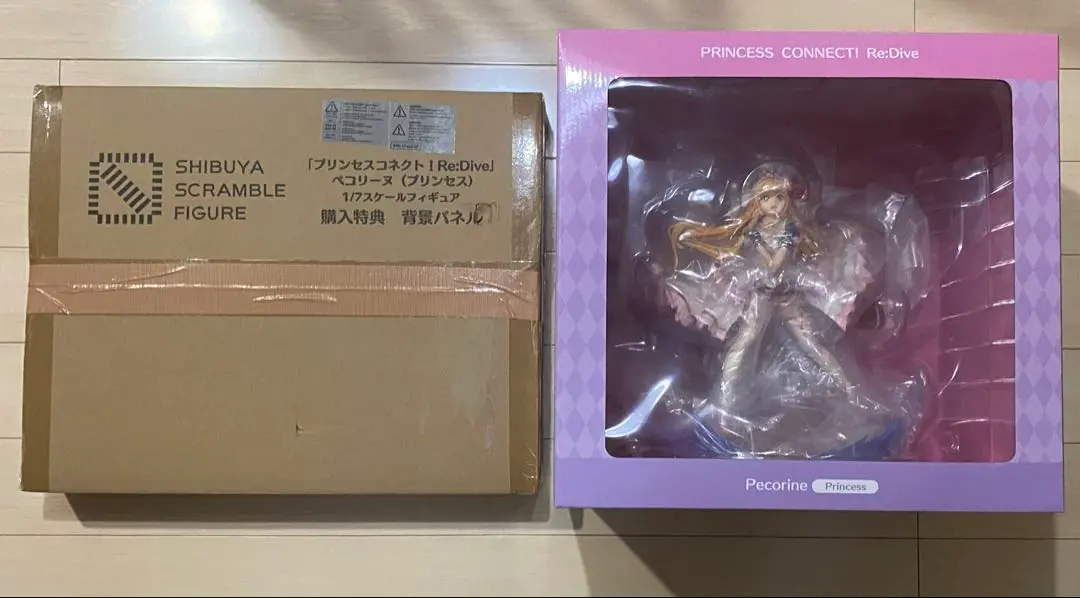 SHIBUYA
SCRAMBLE
FIGURE
「プリンセスコネクト！Re:Dive」
ペコリーヌ（プリンセス）
1/7スケールフィギュア
購入特典 背景パネル
PRINCESS CONNECT! Re:Dive
Pecorine Princess